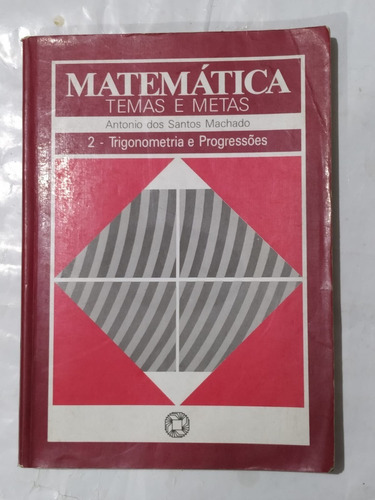 MATEMÁTICA
TEMAS E METAS
Antonio dos Santos Machado
2 - Trigonometria e Progressões